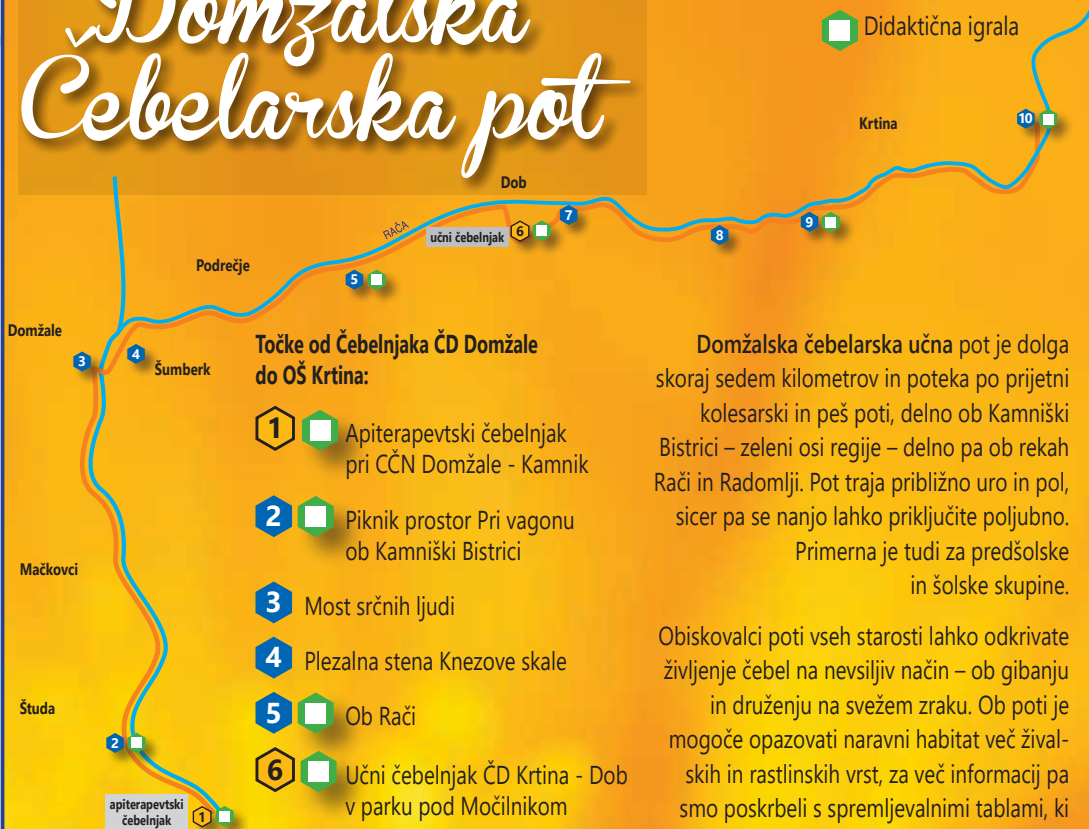 Domžalska
Čebelarska pot
Didaktična igrala
Krtina
10
Dob
7
RAČA
učni čebelnjak
6
8
9
Podrečje
5
Domžale
3
4
Šumberk
Mačkovci
Študa
2
apiterapevtski
čebelnjak
1
Točke od Čebelnjaka ČD Domžale
do OŠ Krtina:
1 Apiterapevtski čebelnjak
pri CČN Domžale - Kamnik
2 Piknik prostor Pri vagonu
ob Kamniški Bistrici
3 Most srčnih ljudi
4 Plezalna stena Knezove skale
5 Ob Rači
6 Učni čebelnjak ČD Krtina - Dob
v parku pod Močilnikom
Domžalska čebelarska učna pot je dolga
skoraj sedem kilometrov in poteka po prijetni
kolesarski in peš poti, delno ob Kamniški
Bistrici – zeleni osi regije – delno pa ob rekah
Rači in Radomlji. Pot traja približno uro in pol,
sicer pa se nanjo lahko priključite poljubno.
Primerna je tudi za predšolske
in šolske skupine.
Obiskovalci poti vseh starosti lahko odkrivate
življenje čebel na nevsiljiv način – ob gibanju
in druženju na svežem zraku. Ob poti je
mogoče opazovati naravni habitat več žival-
skih in rastlinskih vrst, za več informacij pa
smo poskrbeli s spremljevalnimi tablami, ki